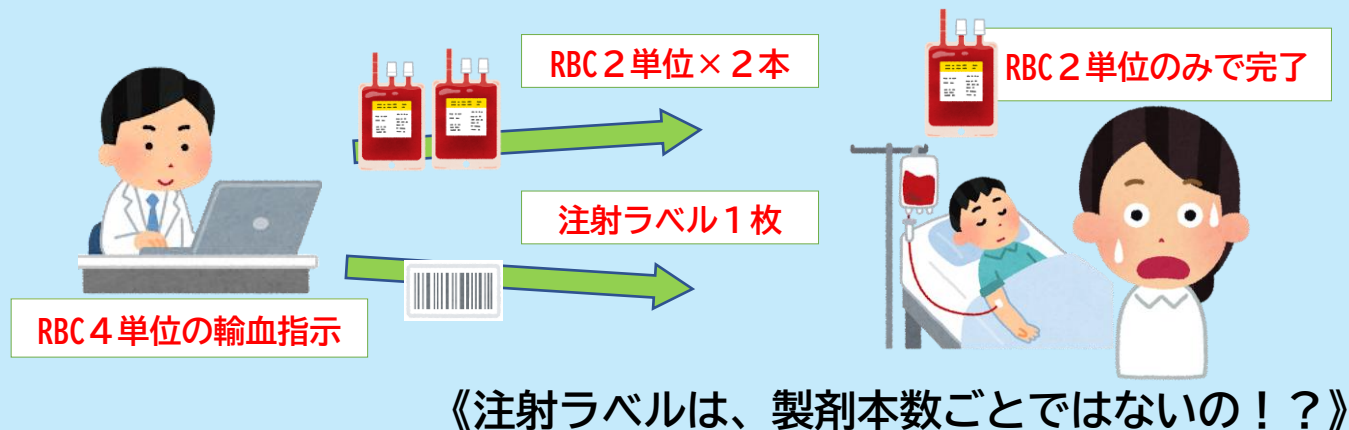 RBC２単位×２本
RBC２単位のみで完了
注射ラベル１枚
RBC４単位の輸血指示
《注射ラベルは、製剤本数ごとではないの！？》